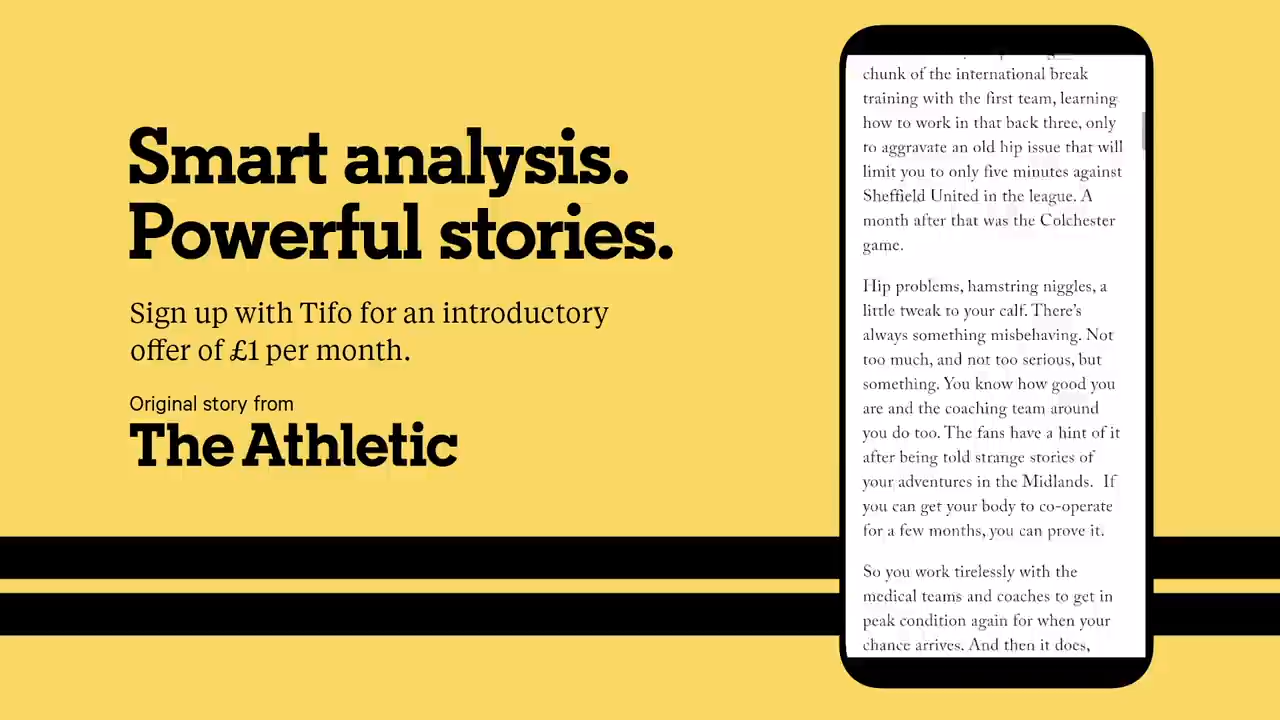 Smart analysis.
Powerful stories.
Sign up with Tifo for an introductory
offer of £1 per month.
Original story from
The Athletic
chunk of the international break
training with the first team, learning
how to work in that back three, only
to aggravate an old hip issue that will
limit you to only five minutes against
Sheffield United in the league. A
month after that was the Colchester
game.
Hip problems, hamstring niggles, a
little tweak to your calf. There's
always something misbehaving. Not
too much, and not too serious, but
something. You know how good you
are and the coaching team around
you do too. The fans have a hint of it
after being told strange stories of
your adventures in the Midlands.  If
you can get your body to co-operate
for a few months, you can prove it.
So you work tirelessly with the
medical teams and coaches to get in
peak condition again for when your
chance arrives. And then it does,